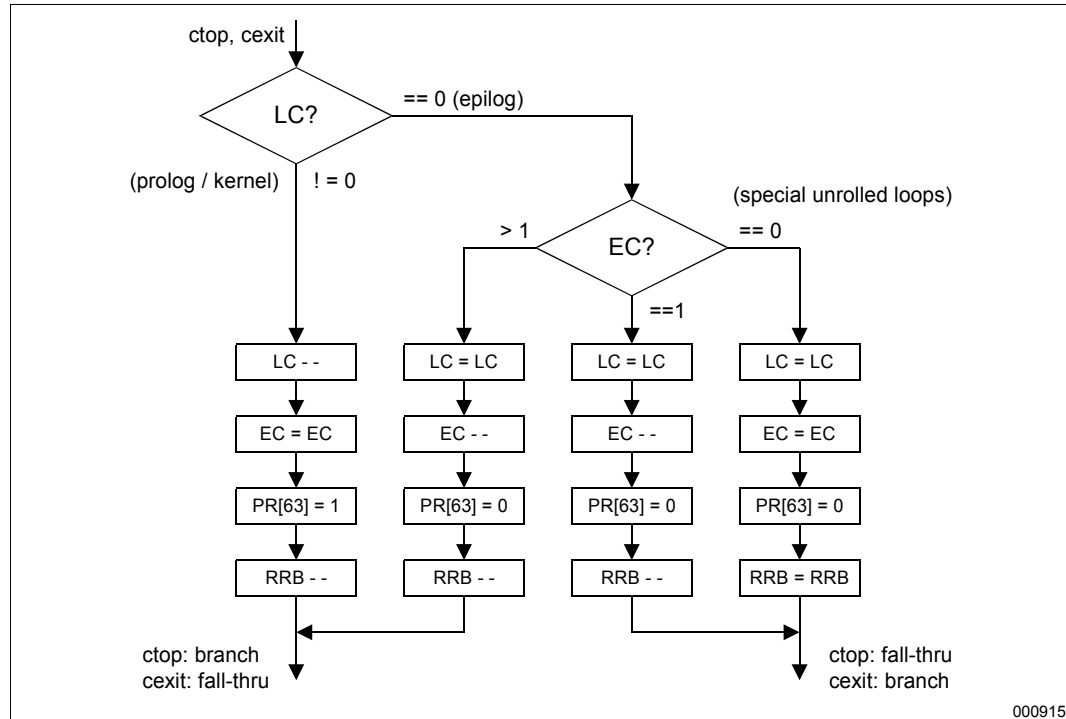 ctop, cexit
LC?
== 0 (epilog)
(prolog / kernel)
! = 0
(special unrolled loops)
> 1
EC?
== 0
==1
LC - -
LC = LC
LC = LC
LC = LC
EC = EC
EC - -
EC - -
EC = EC
PR[63] = 1
PR[63] = 0
PR[63] = 0
PR[63] = 0
RRB - -
RRB - -
RRB - -
RRB = RRB
ctop: branch
cexit: fall-thru
ctop: fall-thru
cexit: branch
000915